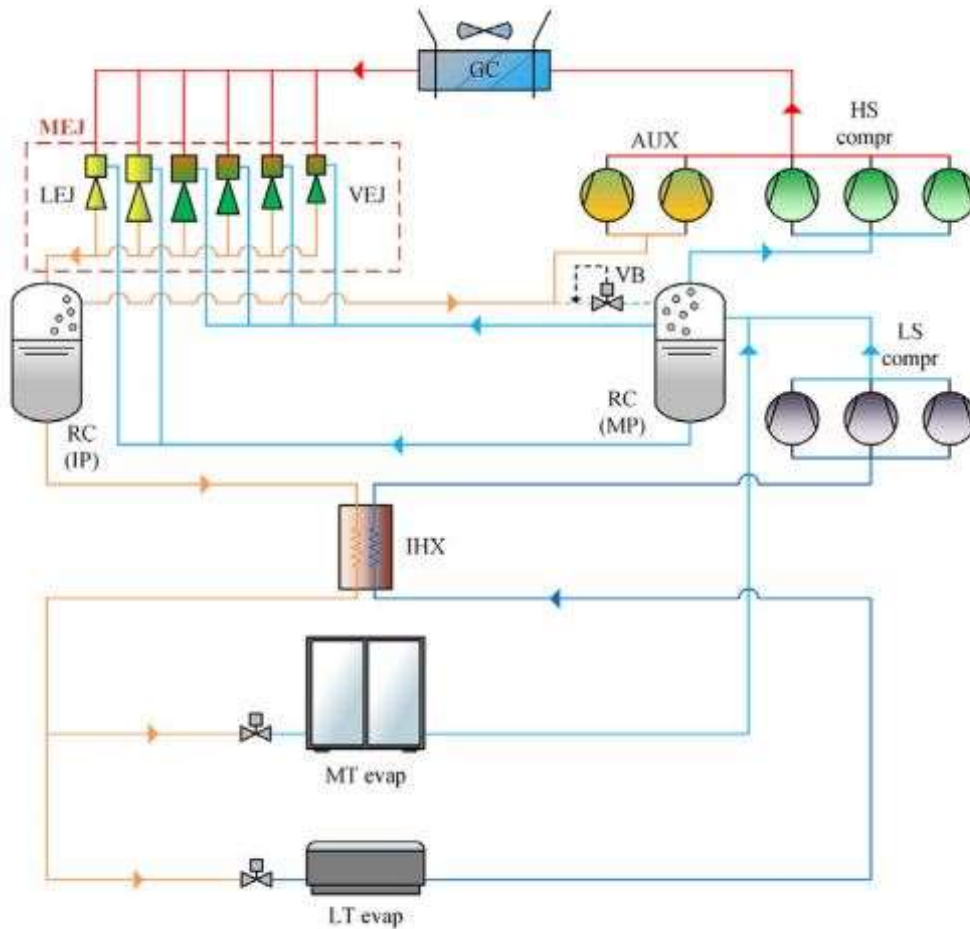 GC
HS
compr
AUX
MEJ
LEJ
VEJ
VB
LS
compr
RC
(IP)
RC
(MP)
IHX
MT evap
LT evap